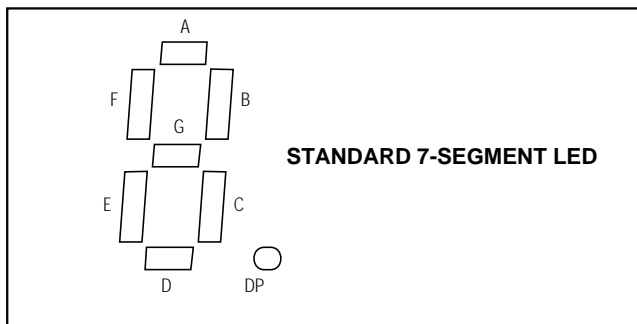 A
F B
G
STANDARD 7-SEGMENT LED
E C
D DP